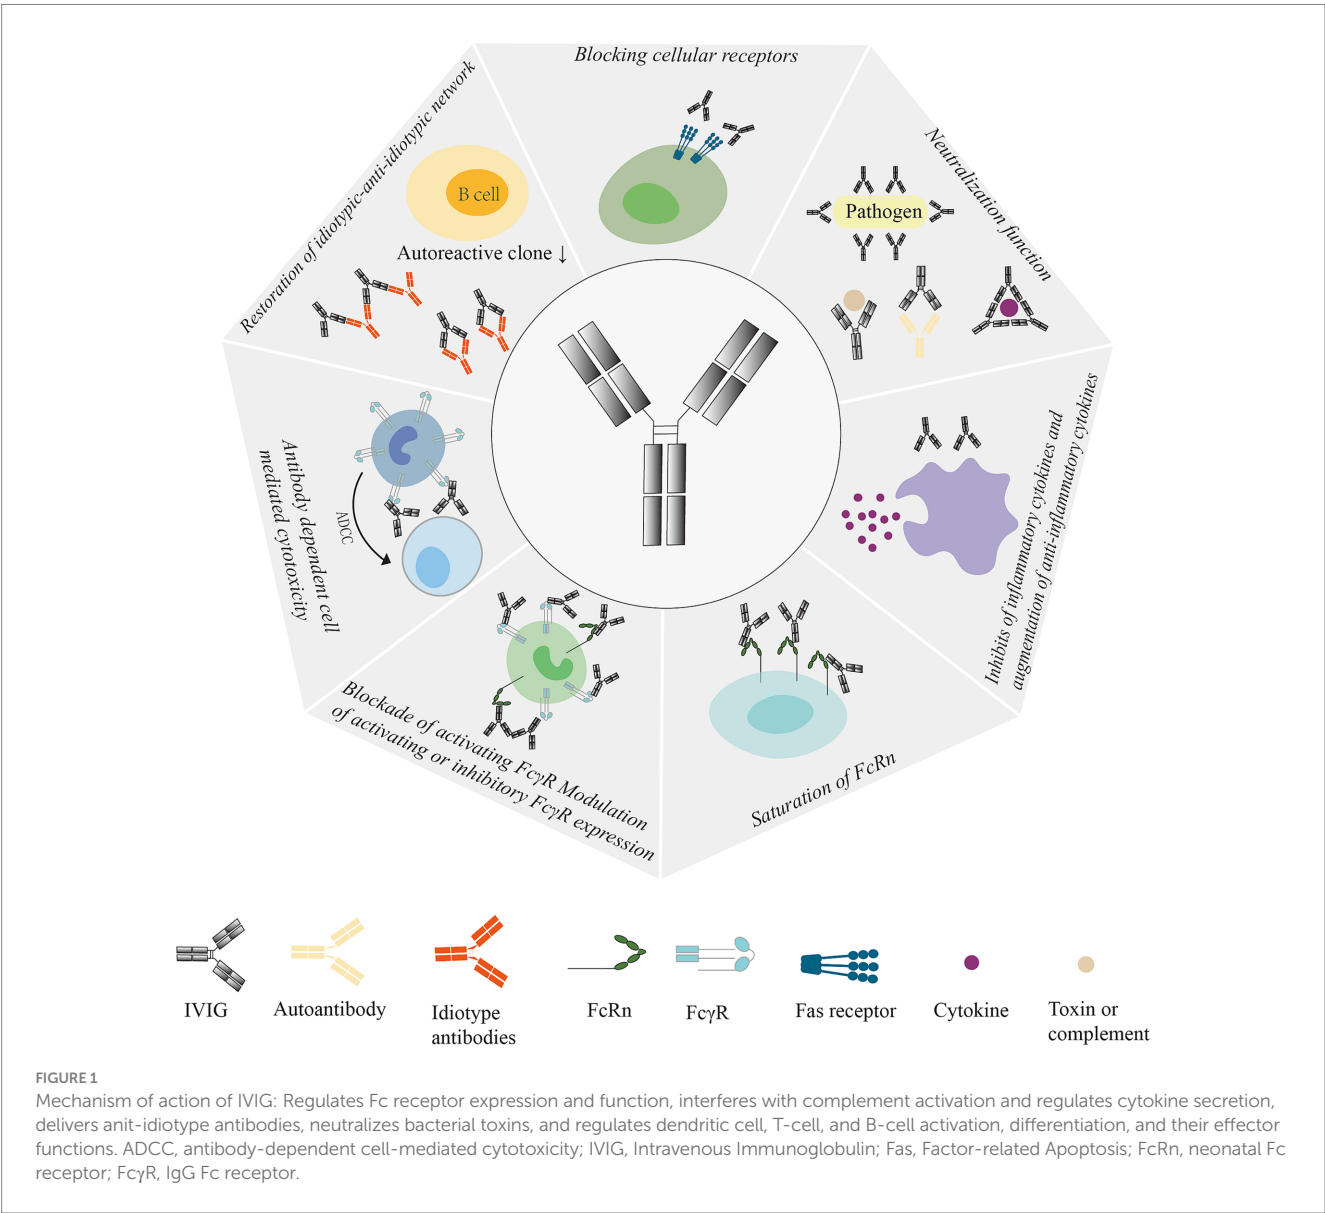 Blocking cellular receptors
Restoration of idiotypic-anti-idiotypic network
B cell
Autoreactive clone ↓
Neutralization function
Pathogen
Inhibits of inflammatory cytokines and
augmentation of anti-inflammatory cytokines
Antibody dependent cell
mediated cytotoxicity
ADCC
Blockade of activating FcγR Modulation
of activating or inhibitory FcγR expression
Saturation of FcRn
IVIG
Autoantibody
Idiotype
antibodies
FcRn
FcγR
Fas receptor
Cytokine
Toxin or
complement
FIGURE 1
Mechanism of action of IVIG: Regulates Fc receptor expression and function, interferes with complement activation and regulates cytokine secretion,
delivers anit-idiotype antibodies, neutralizes bacterial toxins, and regulates dendritic cell, T-cell, and B-cell activation, differentiation, and their effector
functions. ADCC, antibody-dependent cell-mediated cytotoxicity; IVIG, Intravenous Immunoglobulin; Fas, Factor-related Apoptosis; FcRn, neonatal Fc
receptor; FcγR, IgG Fc receptor.